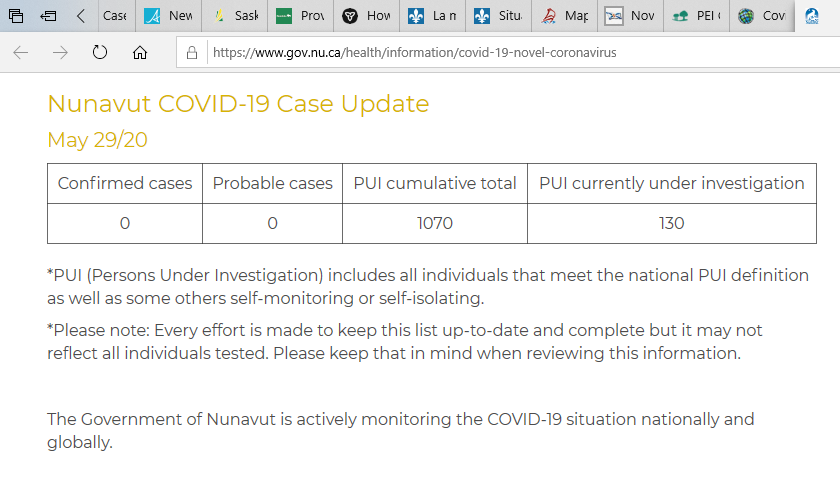 Case
New
Sask
Prov
How
La n
Situ
Map
Nov
PEI
Cov
https://www.gov.nu.ca/health/information/covid-19-novel-coronavirus
Nunavut COVID-19 Case Update
May 29/20
Confirmed cases Probable cases PUI cumulative total PUI currently under investigation
0 0 1070 130
*PUI (Persons Under Investigation) includes all individuals that meet the national PUI definition
as well as some others self-monitoring or self-isolating.
*Please note: Every effort is made to keep this list up-to-date and complete but it may not
reflect all individuals tested. Please keep that in mind when reviewing this information.
The Government of Nunavut is actively monitoring the COVID-19 situation nationally and
globally.